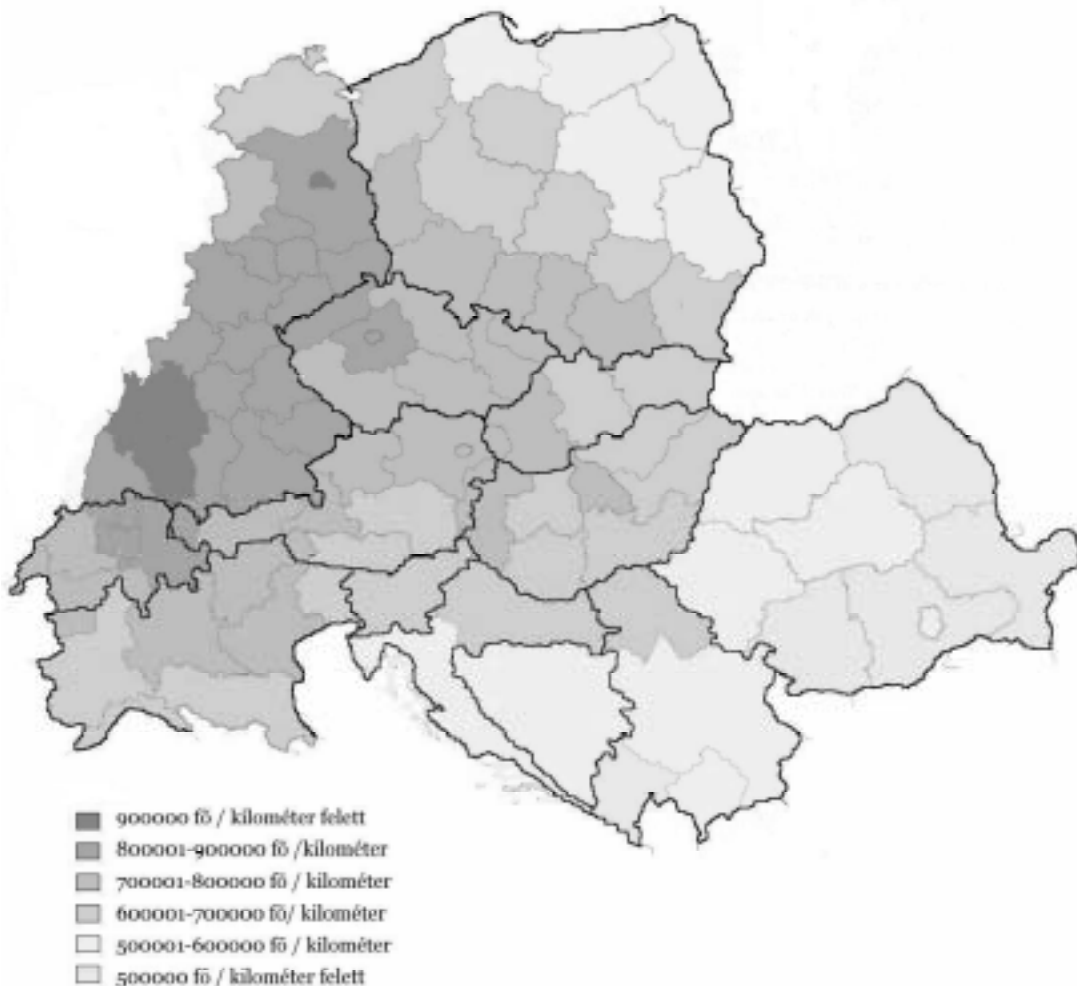 900000 fő / kilométer felett
800001-900000 fő /kilométer
700001-800000 fő / kilométer
600001-700000 fő/ kilométer
500001-600000 fő / kilométer
500000 fő / kilométer felett